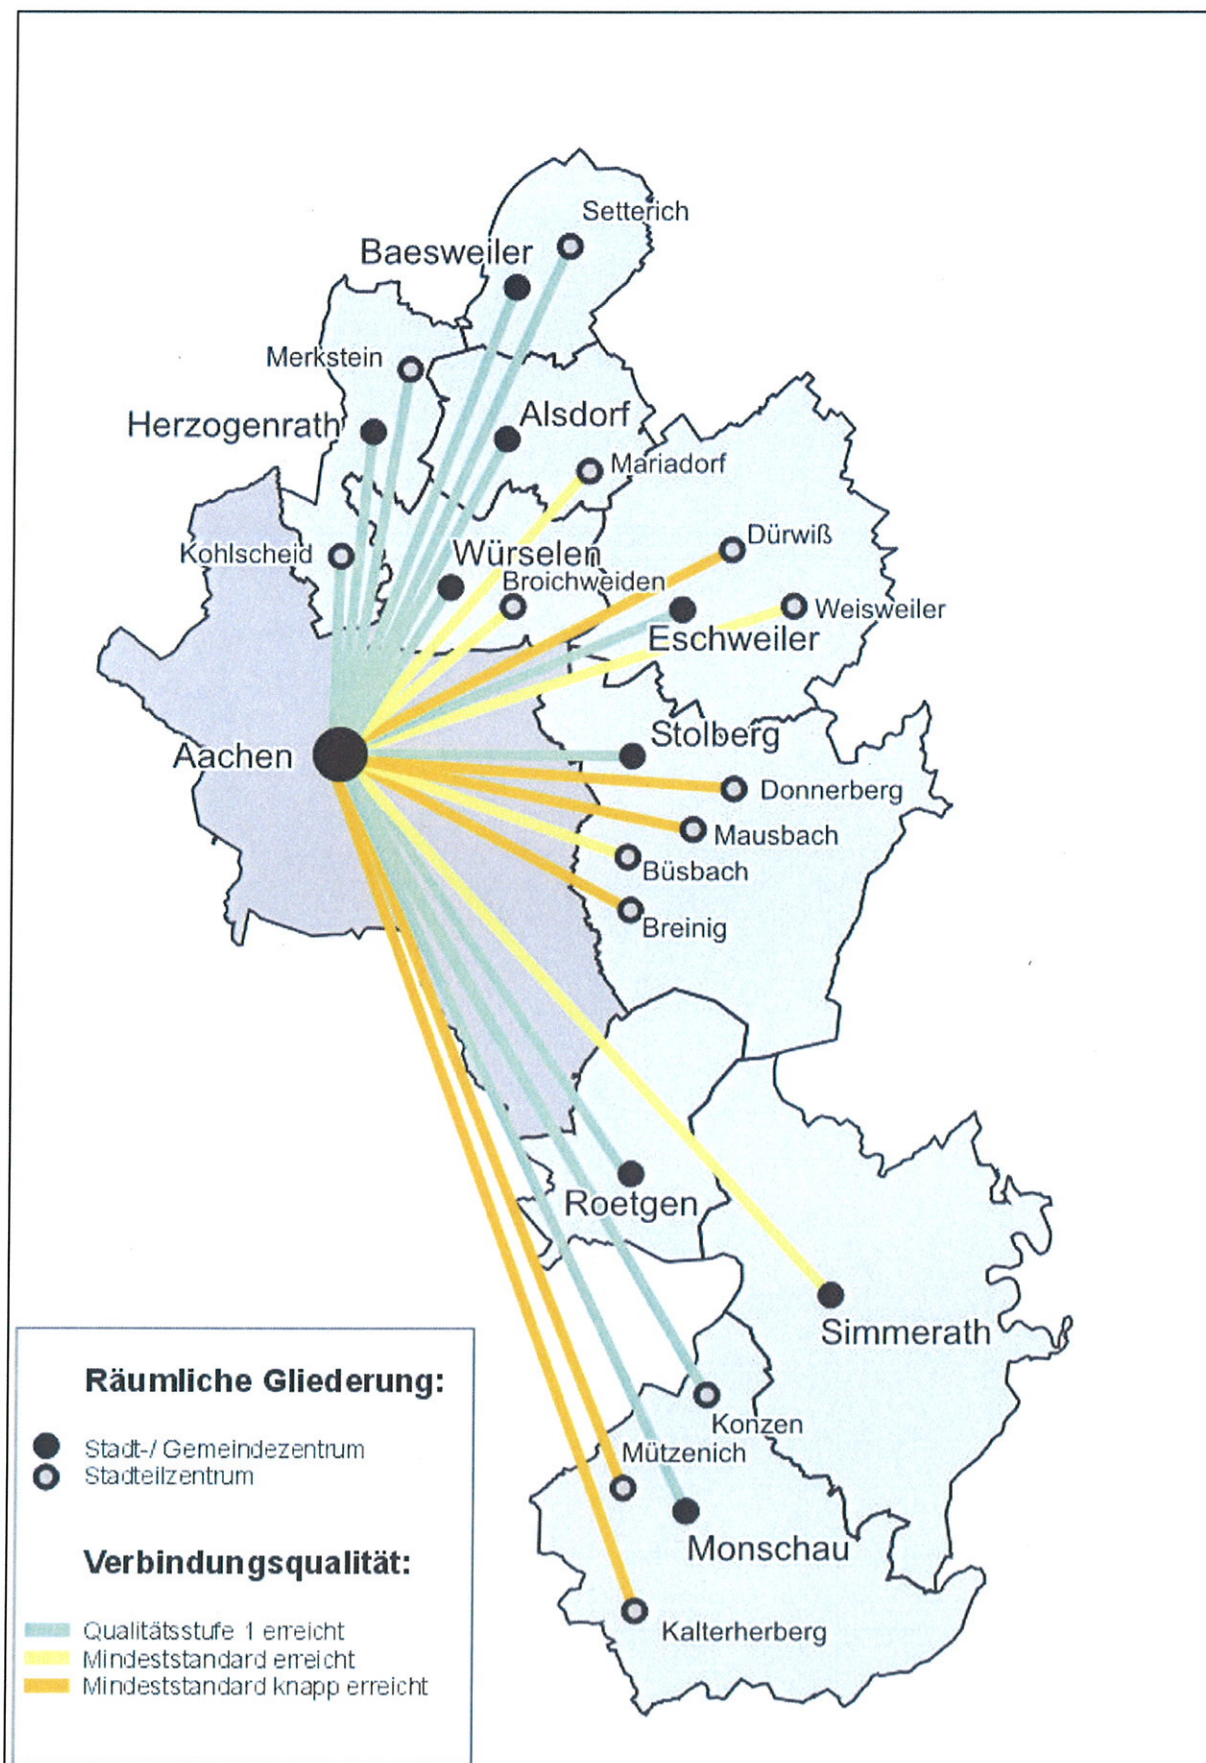 Setterich
Baesweiler
Merkstein
Herzogenrath
Alsdorf
Mariadorf
Dürwiß
Kohlscheid
Würselen
Broichweiden
Weisweiler
Eschweiler
Stolberg
Aachen
Donnerberg
Mausbach
Büsbach
Breinig
Roetgen
Simmerath
Konzen
Mützenich
Monschau
Kalterherberg
Räumliche Gliederung:
Stadt-/ Gemeindezentrum
Stadteilzentrum
Verbindungsqualität:
Qualitätsstufe 1 erreicht
Mindeststandard erreicht
Mindeststandard knapp erreicht